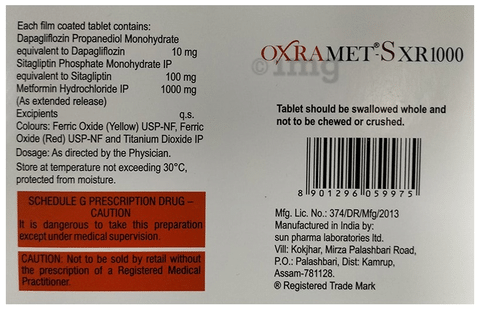 Each film coated tablet contains:
Dapagliflozin Propanediol Monohydrate
equivalent to Dapagliflozin 10 mg
Sitagliptin Phosphate Monohydrate IP
equivalent to Sitagliptin 100 mg
Metformin Hydrochloride IP 1000 mg
(As extended release)
Excipients q.s.
Colours: Ferric Oxide (Yellow) USP-NF, Ferric
Oxide (Red) USP-NF and Titanium Dioxide IP
Dosage: As directed by the Physician.
Store at temperature not exceeding 30°C,
protected from moisture.
SCHEDULE G PRESCRIPTION DRUG –
CAUTION
It is dangerous to take this preparation
except under medical supervision.
CAUTION: Not to be sold by retail without
the prescription of a Registered Medical
Practitioner.
OXRAMET®-S XR1000
©1mg
Tablet should be swallowed whole and
not to be chewed or crushed.
8 901296 059975
Mfg. Lic. No.: 374/DR/Mfg/2013
Manufactured in India by:
sun pharma laboratories ltd.
Vill: Kokjhar, Mirza Palashbari Road,
P.O.: Palashbari, Dist: Kamrup,
Assam-781128.
® Registered Trade Mark